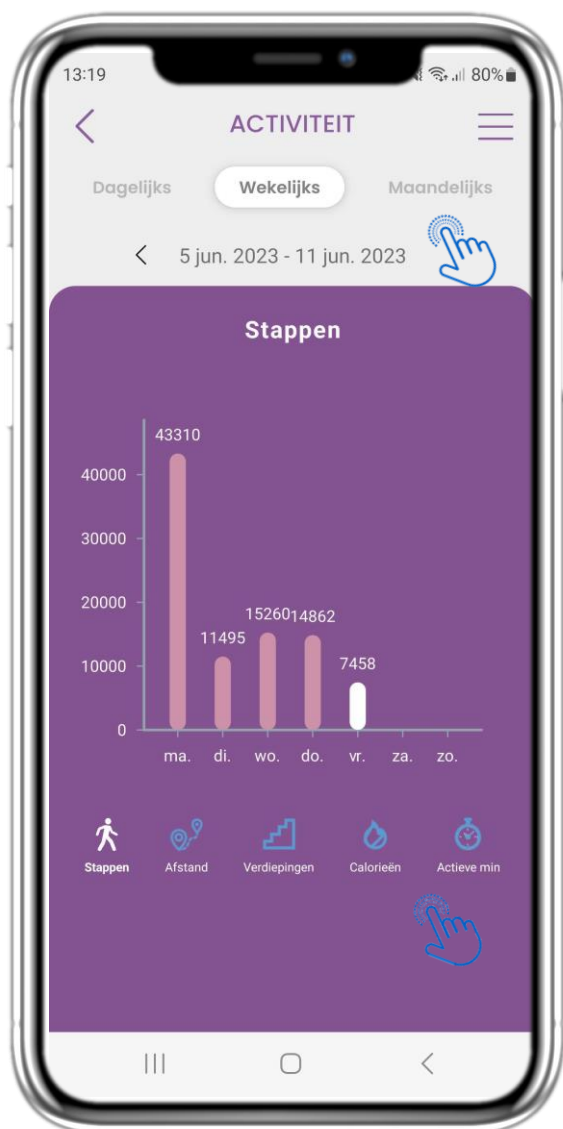 13:19 80%
ACTIVITEIT
Dagelijks Wekelijks Maandelijks
5 jun. 2023 - 11 jun. 2023
Stappen
43310
40000
30000
20000
15260 14862
11495
10000
7458
0
ma. di. wo. do. vr. za. zo.
Stappen Afstand Verdiepingen Calorieën Actieve min